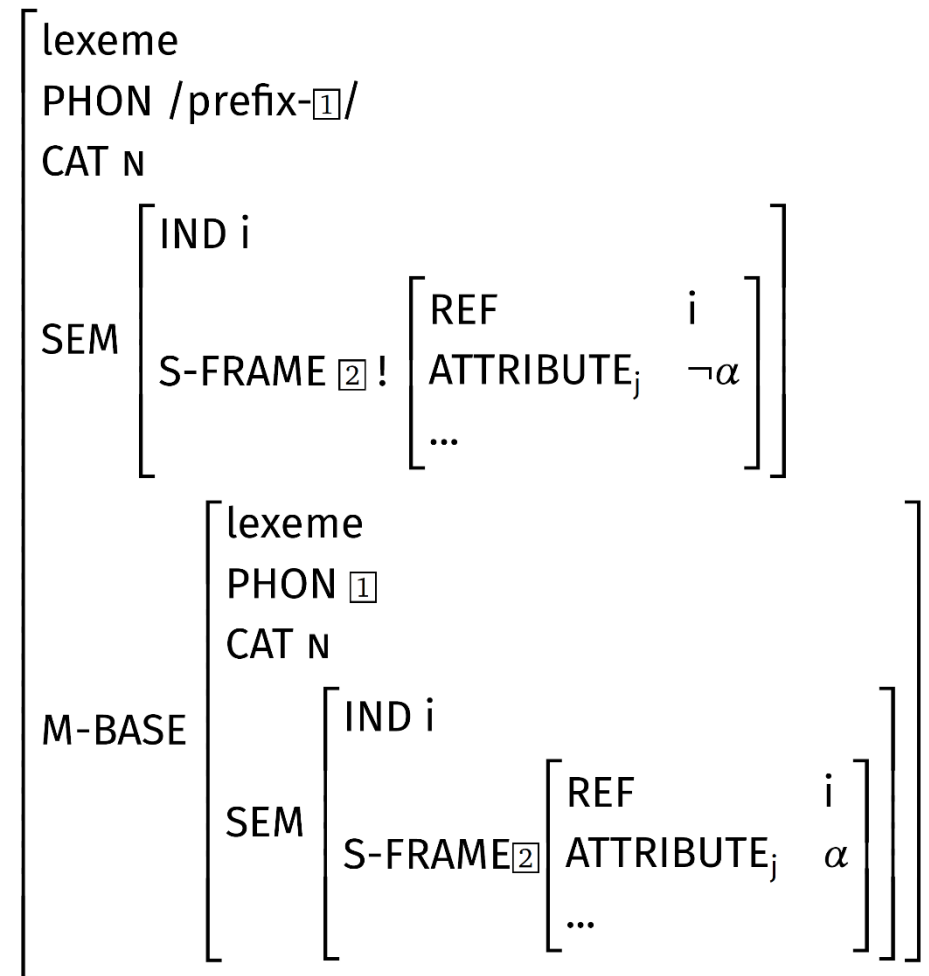 lexeme
PHON /prefix-1/
CAT N
IND i
SEM
S-FRAME 2 !
REF i
ATTRIBUTEj ¬α
...
lexeme
PHON 1
CAT N
M-BASE
IND i
SEM
S-FRAME2
REF i
ATTRIBUTEj α
...